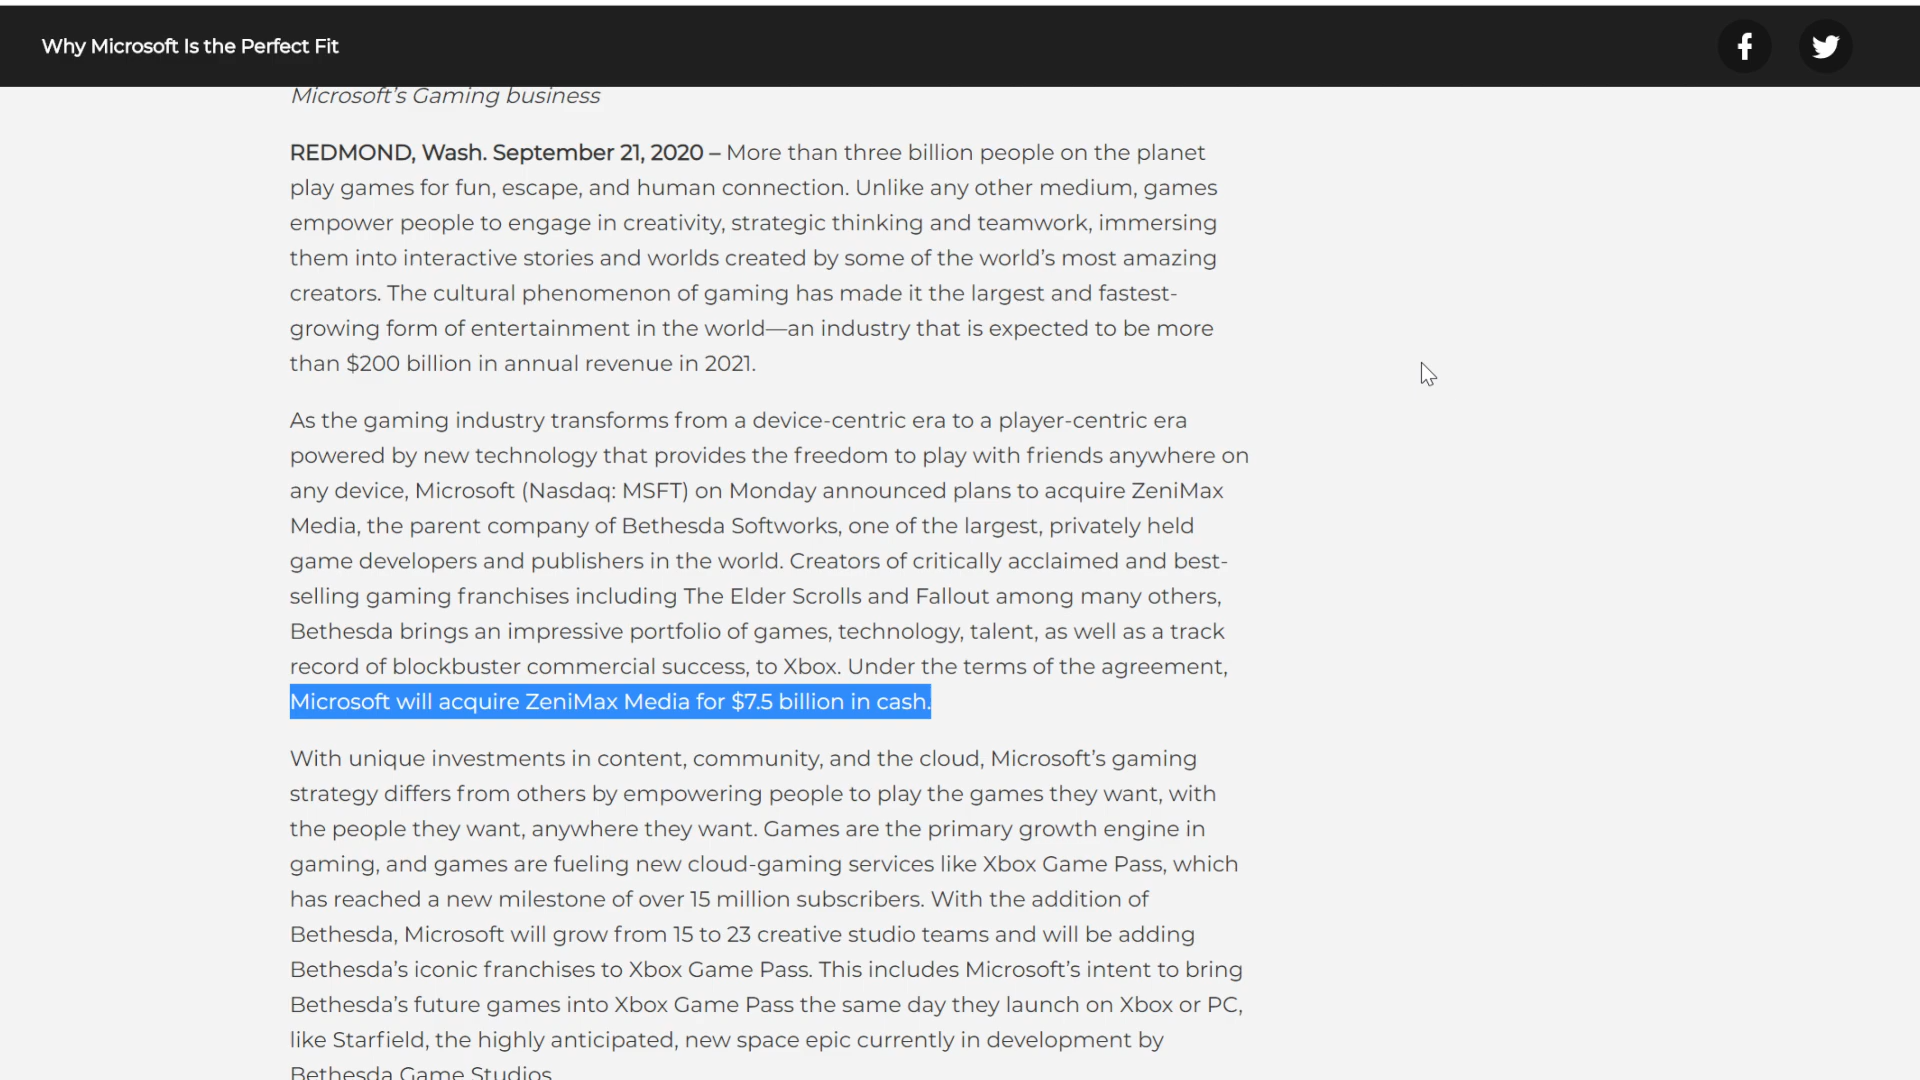 Why Microsoft Is the Perfect Fit
Microsoft's Gaming business
REDMOND, Wash. September 21, 2020 – More than three billion people on the planet
play games for fun, escape, and human connection. Unlike any other medium, games
empower people to engage in creativity, strategic thinking and teamwork, immersing
them into interactive stories and worlds created by some of the world's most amazing
creators. The cultural phenomenon of gaming has made it the largest and fastest-
growing form of entertainment in the world—an industry that is expected to be more
than $200 billion in annual revenue in 2021.
As the gaming industry transforms from a device-centric era to a player-centric era
powered by new technology that provides the freedom to play with friends anywhere on
any device, Microsoft (Nasdaq: MSFT) on Monday announced plans to acquire ZeniMax
Media, the parent company of Bethesda Softworks, one of the largest, privately held
game developers and publishers in the world. Creators of critically acclaimed and best-
selling gaming franchises including The Elder Scrolls and Fallout among many others,
Bethesda brings an impressive portfolio of games, technology, talent, as well as a track
record of blockbuster commercial success, to Xbox. Under the terms of the agreement,
Microsoft will acquire ZeniMax Media for $7.5 billion in cash.
With unique investments in content, community, and the cloud, Microsoft's gaming
strategy differs from others by empowering people to play the games they want, with
the people they want, anywhere they want. Games are the primary growth engine in
gaming, and games are fueling new cloud-gaming services like Xbox Game Pass, which
has reached a new milestone of over 15 million subscribers. With the addition of
Bethesda, Microsoft will grow from 15 to 23 creative studio teams and will be adding
Bethesda's iconic franchises to Xbox Game Pass. This includes Microsoft's intent to bring
Bethesda's future games into Xbox Game Pass the same day they launch on Xbox or PC,
like Starfield, the highly anticipated, new space epic currently in development by
Bethesda Game Studios